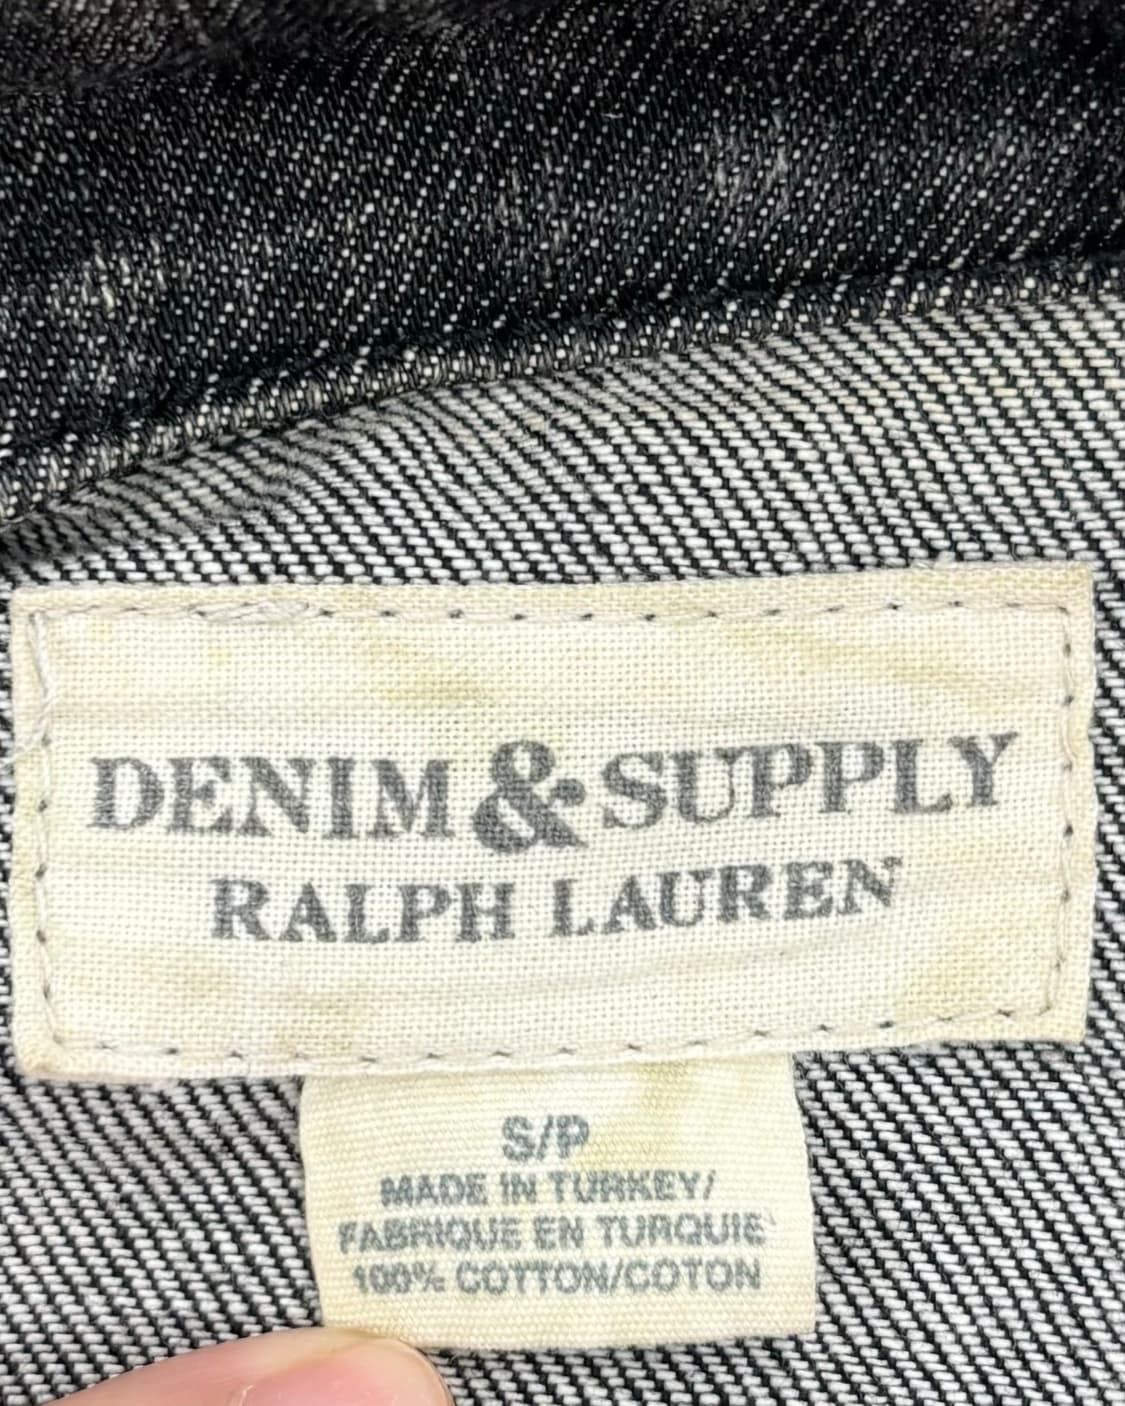 DENIM & SUPPLY
RALPH LAUREN
S/P
MADE IN TURKEY/
FABRIQUE EN TURQUIE
100% COTTON/COTON